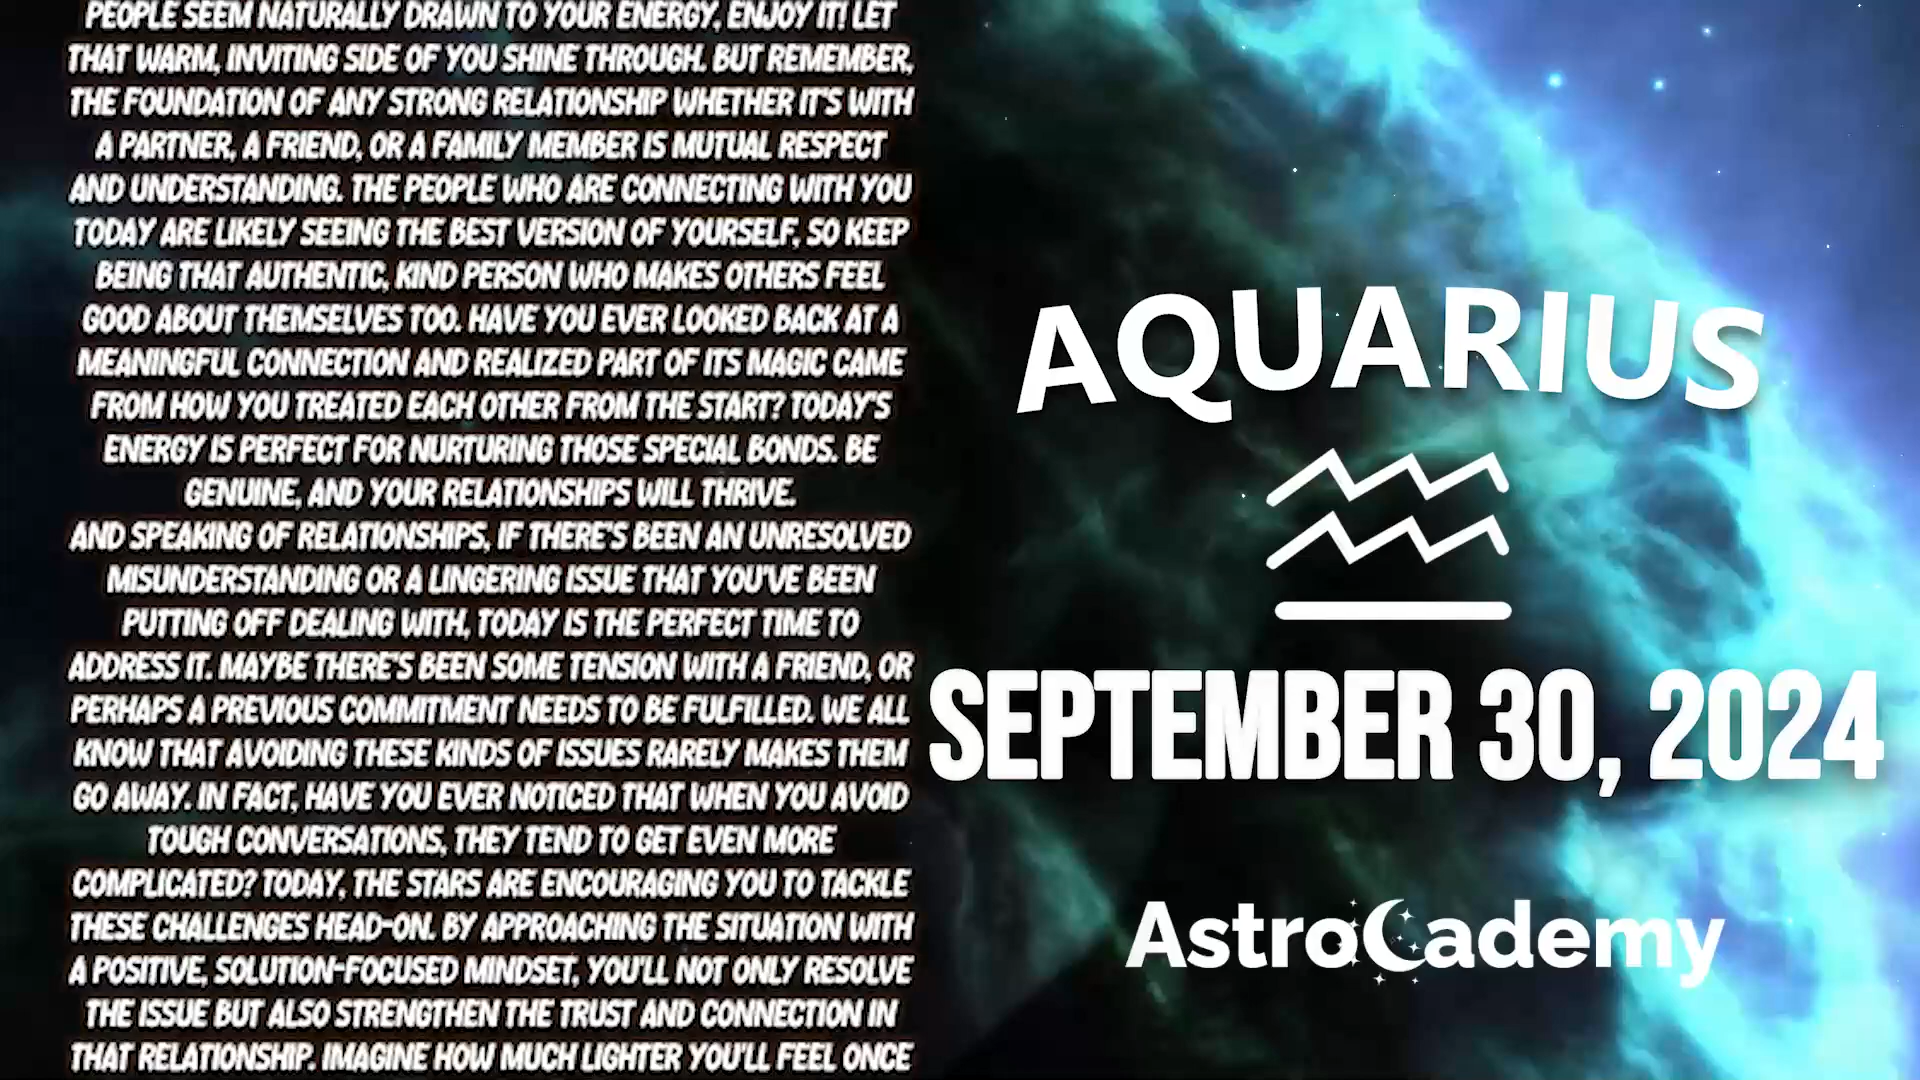 PEOPLE SEEM NATURALLY DRAWN TO YOUR ENERGY, ENJOY IT! LET
THAT WARM, INVITING SIDE OF YOU SHINE THROUGH. BUT REMEMBER,
THE FOUNDATION OF ANY STRONG RELATIONSHIP WHETHER IT'S WITH
A PARTNER, A FRIEND, OR A FAMILY MEMBER IS MUTUAL RESPECT
AND UNDERSTANDING. THE PEOPLE WHO ARE CONNECTING WITH YOU
TODAY ARE LIKELY SEEING THE BEST VERSION OF YOURSELF, SO KEEP
BEING THAT AUTHENTIC, KIND PERSON WHO MAKES OTHERS FEEL
GOOD ABOUT THEMSELVES TOO. HAVE YOU EVER LOOKED BACK AT A
MEANINGFUL CONNECTION AND REALIZED PART OF ITS MAGIC CAME
FROM HOW YOU TREATED EACH OTHER FROM THE START? TODAY'S
ENERGY IS PERFECT FOR NURTURING THOSE SPECIAL BONDS. BE
GENUINE, AND YOUR RELATIONSHIPS WILL THRIVE.
AND SPEAKING OF RELATIONSHIPS, IF THERE'S BEEN AN UNRESOLVED
MISUNDERSTANDING OR A LINGERING ISSUE THAT YOU'VE BEEN
PUTTING OFF DEALING WITH, TODAY IS THE PERFECT TIME TO
ADDRESS IT. MAYBE THERE'S BEEN SOME TENSION WITH A FRIEND, OR
PERHAPS A PREVIOUS COMMITMENT NEEDS TO BE FULFILLED. WE ALL
KNOW THAT AVOIDING THESE KINDS OF ISSUES RARELY MAKES THEM
GO AWAY. IN FACT, HAVE YOU EVER NOTICED THAT WHEN YOU AVOID
TOUGH CONVERSATIONS, THEY TEND TO GET EVEN MORE
COMPLICATED? TODAY, THE STARS ARE ENCOURAGING YOU TO TACKLE
THESE CHALLENGES HEAD-ON. BY APPROACHING THE SITUATION WITH
A POSITIVE, SOLUTION-FOCUSED MINDSET, YOU'LL NOT ONLY RESOLVE
THE ISSUE BUT ALSO STRENGTHEN THE TRUST AND CONNECTION IN
THAT RELATIONSHIP. IMAGINE HOW MUCH LIGHTER YOU'LL FEEL ONCE
AQUARIUS
SEPTEMBER 30, 2024
AstroCademy